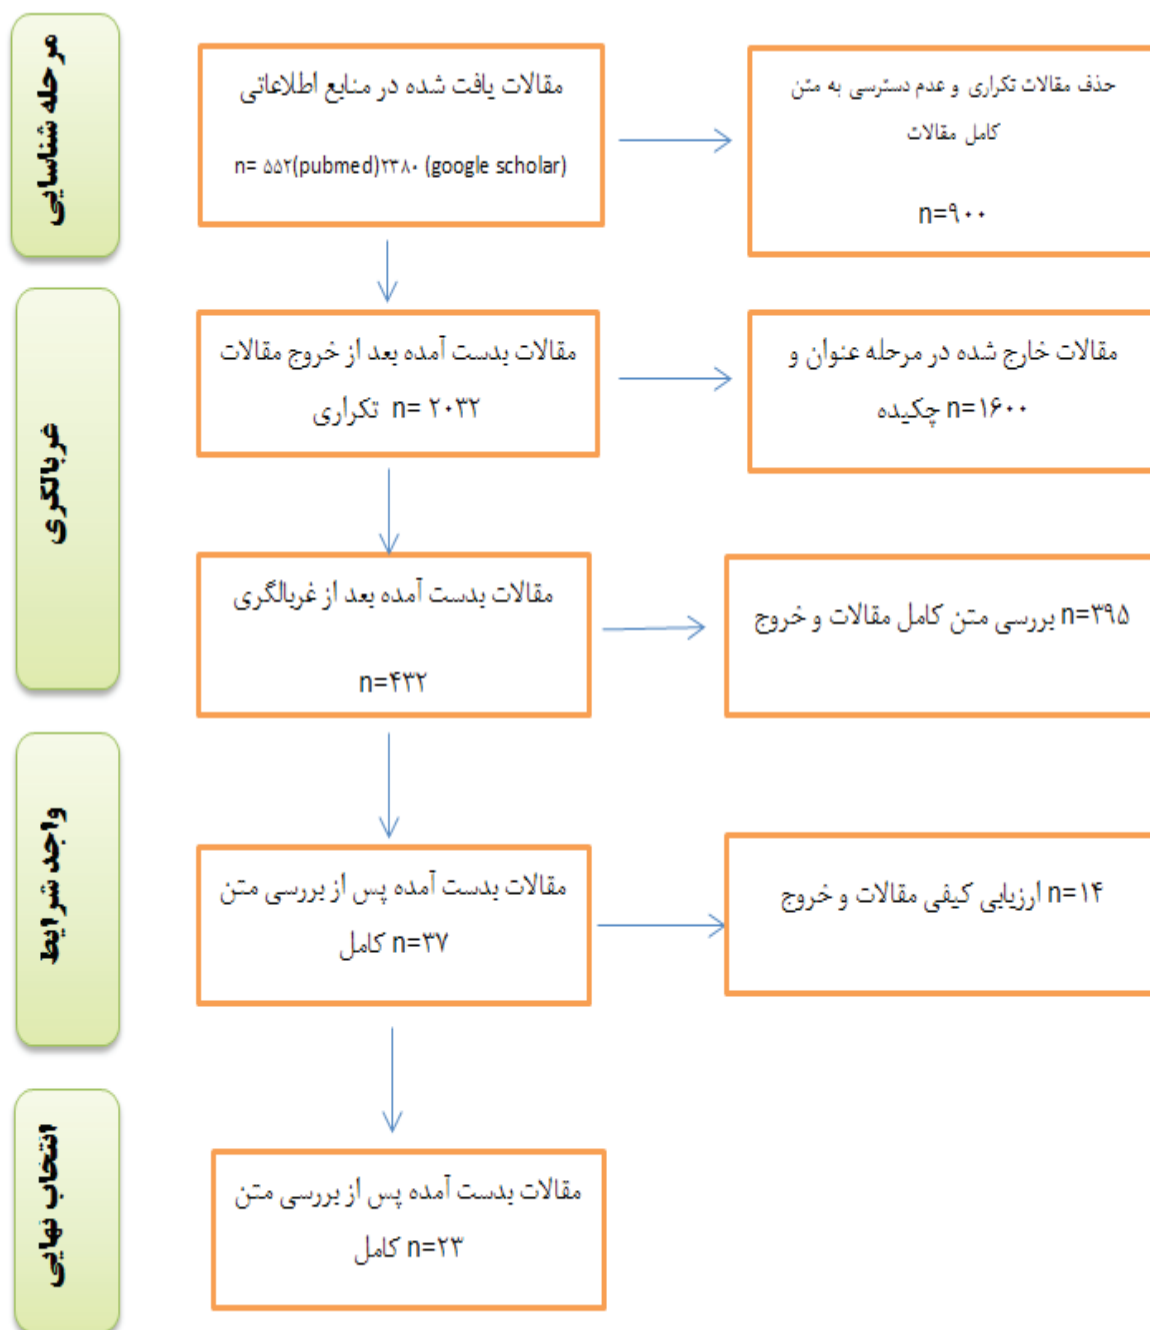 مرحله شناسایی
مقالات یافت شده در منابع اطلاعاتی
n= ۵۵۲(pubmed)۲۳۸۰ (google scholar)
حذف مقالات تکراری و عدم دسترسی به متن
کامل مقالات
n=۹۰۰
غربالگری
مقالات بدست آمده بعد از خروج مقالات
تکراری n= ۲۰۳۲
مقالات خارج شده در مرحله عنوان و
چکیده n=۱۶۰۰
مقالات بدست آمده بعد از غربالگری
n=۴۳۲
n=۳۹۵ بررسی متن کامل مقالات و خروج
واجد شرایط
مقالات بدست آمده پس از بررسی متن
کامل n=۳۷
n=۱۴ ارزیابی کیفی مقالات و خروج
انتخاب نهایی
مقالات بدست آمده پس از بررسی متن
کامل n=۲۳